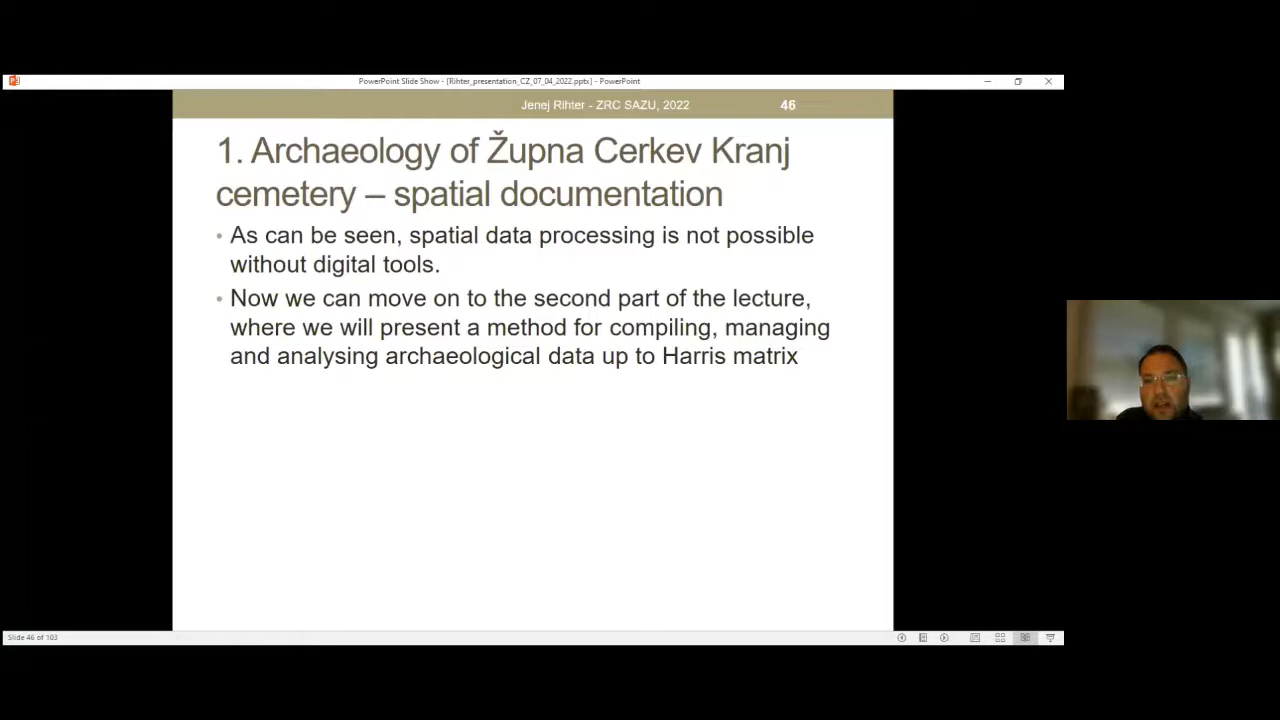 PowerPoint Slide Show - [Rihter_presentation_CZ_07_04_2022.pptx] - PowerPoint
Jenej Rihter - ZRC SAZU, 2022 46
1. Archaeology of Župna Cerkev Kranj
cemetery – spatial documentation
• As can be seen, spatial data processing is not possible
without digital tools.
• Now we can move on to the second part of the lecture,
where we will present a method for compiling, managing
and analysing archaeological data up to Harris matrix
Slide 46 of 103